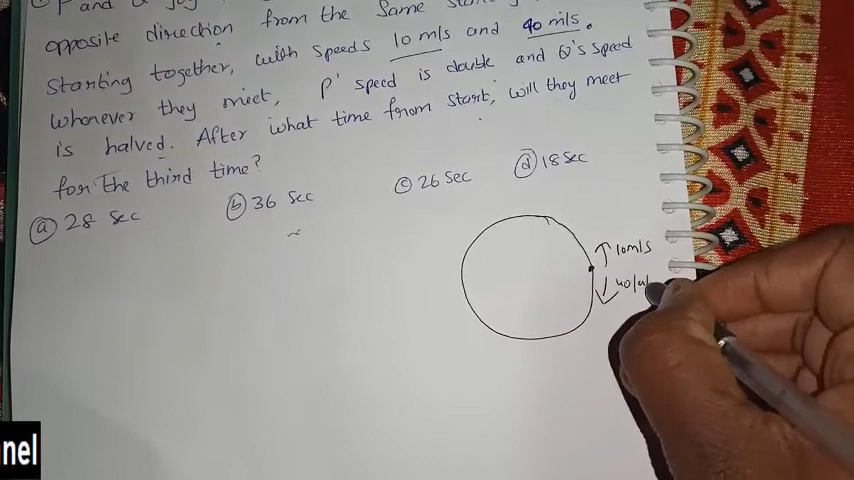 P and Q
opposite direction from the same
starting together, with speeds 10 m/s and 40 m/s.
whenever they meet, P' speed is double and Q's speed
is halved. After what time from start, will they meet
for the third time?
(a) 28 sec (b) 36 sec (c) 26 sec (d) 18 sec
10m/s
nel